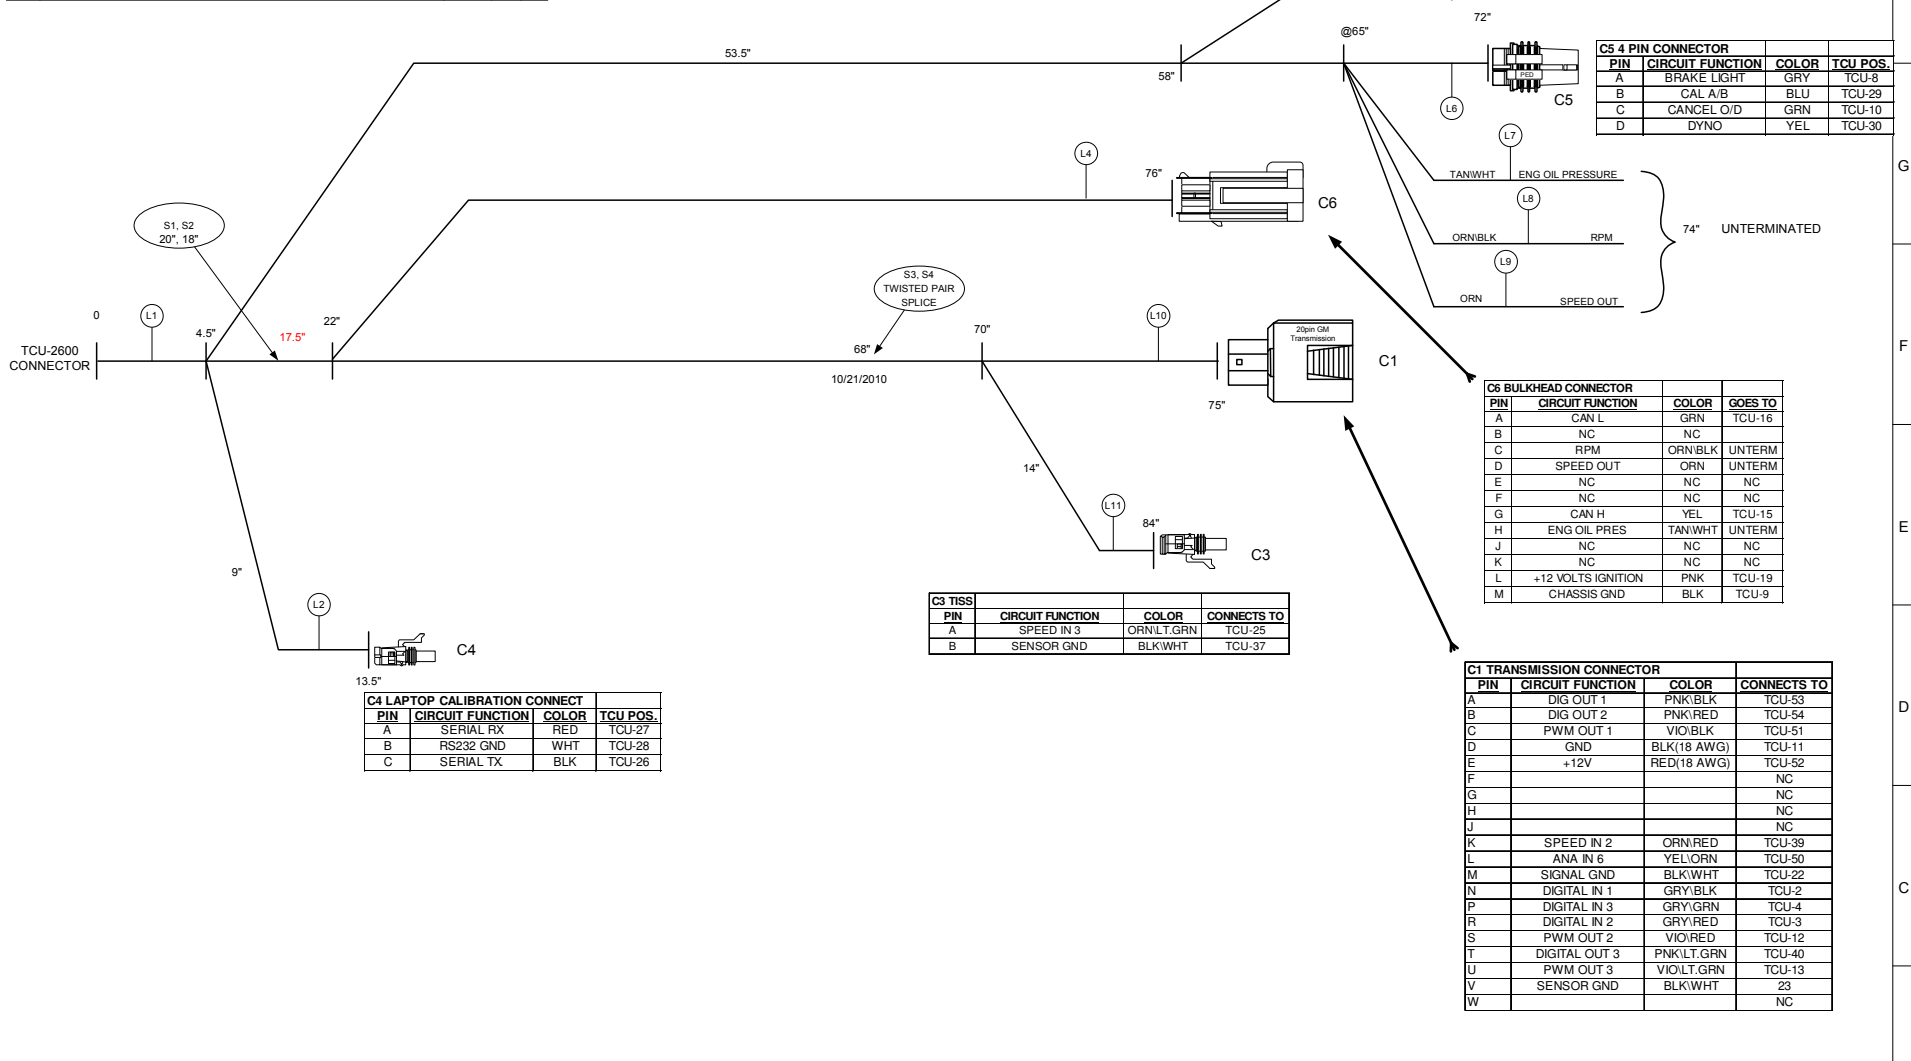 72"
@65"
53.5"
58"
PED
C5
L6
C5 4 PIN CONNECTOR
PIN CIRCUIT FUNCTION COLOR TCU POS.
A BRAKE LIGHT GRY TCU-8
B CAL A/B BLU TCU-29
C CANCEL O/D GRN TCU-10
D DYNO YEL TCU-30
G
L7
TAN\WHT ENG OIL PRESSURE
L8
ORN\BLK RPM
L9
ORN SPEED OUT
74" UNTERMINATED
L4
76"
C6
S1, S2
20", 18"
S3, S4
TWISTED PAIR
SPLICE
0
L1
4.5"
17.5"
22"
TCU-2600
CONNECTOR
68"
10/21/2010
70"
L10
20pin GM
Transmission
C1
75"
F
C6 BULKHEAD CONNECTOR
PIN CIRCUIT FUNCTION COLOR GOES TO
A CAN L GRN TCU-16
B NC NC
C RPM ORN\BLK UNTERM
D SPEED OUT ORN UNTERM
E NC NC NC
F NC NC NC
G CAN H YEL TCU-15
H ENG OIL PRES TAN\WHT UNTERM
J NC NC NC
K NC NC NC
L +12 VOLTS IGNITION PNK TCU-19
M CHASSIS GND BLK TCU-9
E
14"
L11
84"
C3
C3 TISS
PIN CIRCUIT FUNCTION COLOR CONNECTS TO
A SPEED IN 3 ORN\LT.GRN TCU-25
B SENSOR GND BLK\WHT TCU-37
9"
L2
C4
13.5"
C4 LAPTOP CALIBRATION CONNECT
PIN CIRCUIT FUNCTION COLOR TCU POS.
A SERIAL RX RED TCU-27
B RS232 GND WHT TCU-28
C SERIAL TX BLK TCU-26
C1 TRANSMISSION CONNECTOR
PIN CIRCUIT FUNCTION COLOR CONNECTS TO
A DIG OUT 1 PNK\BLK TCU-53
B DIG OUT 2 PNK\RED TCU-54
C PWM OUT 1 VIO\BLK TCU-51
D GND BLK(18 AWG) TCU-11
E +12V RED(18 AWG) TCU-52
F NC
G NC
H NC
J NC
K SPEED IN 2 ORN\RED TCU-39
L ANA IN 6 YEL\ORN TCU-50
M SIGNAL GND BLK\WHT TCU-22
N DIGITAL IN 1 GRY\BLK TCU-2
P DIGITAL IN 3 GRY\GRN TCU-4
R DIGITAL IN 2 GRY\RED TCU-3
S PWM OUT 2 VIO\RED TCU-12
T DIGITAL OUT 3 PNK\LT.GRN TCU-40
U PWM OUT 3 VIO\LT.GRN TCU-13
V SENSOR GND BLK\WHT 23
W NC
D
C